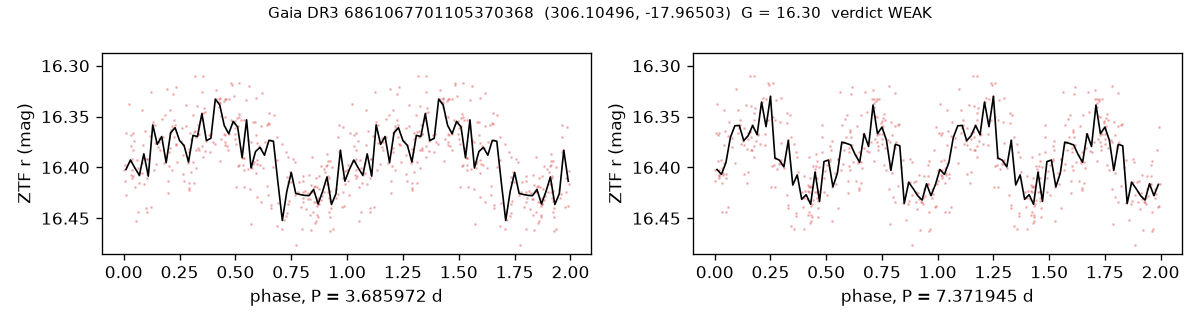 Gaia DR3 6861067701105370368 (306.10496, -17.96503) G = 16.30 verdict WEAK
ZTF r (mag)
16.30
16.35
16.40
16.45
0.00 0.25 0.50 0.75 1.00 1.25 1.50 1.75 2.00
phase, P = 3.685972 d
ZTF r (mag)
16.30
16.35
16.40
16.45
0.00 0.25 0.50 0.75 1.00 1.25 1.50 1.75 2.00
phase, P = 7.371945 d